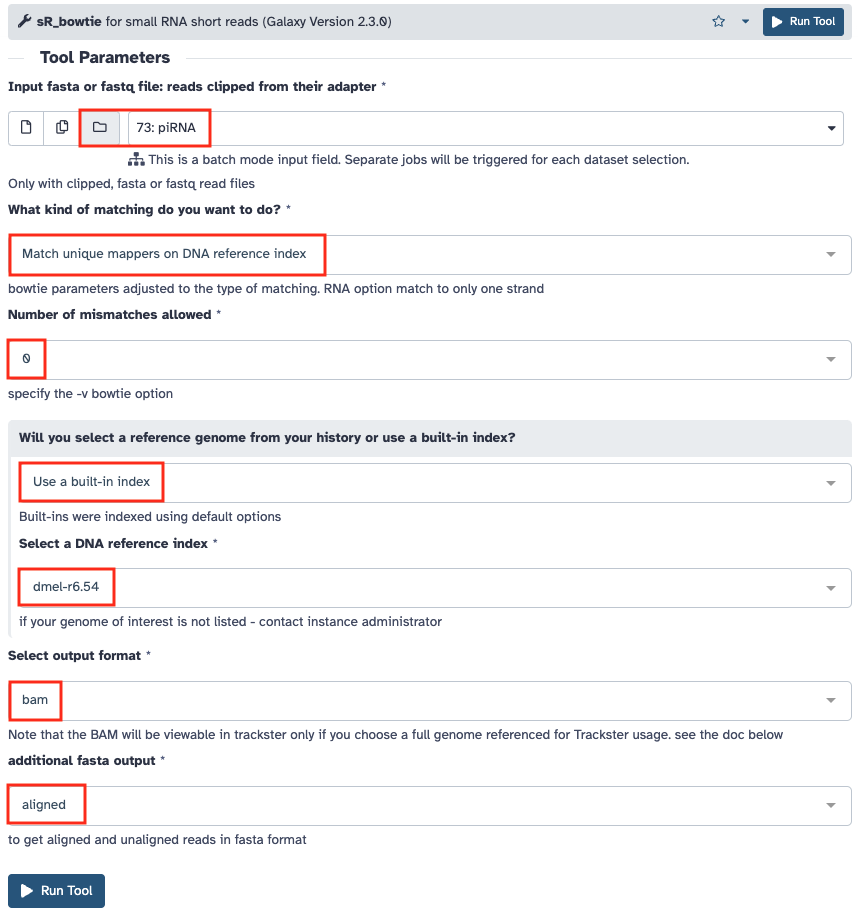 sR_bowtie for small RNA short reads (Galaxy Version 2.3.0)
Run Tool
Tool Parameters
Input fasta or fastq file: reads clipped from their adapter *
73: piRNA
This is a batch mode input field. Separate jobs will be triggered for each dataset selection.
Only with clipped, fasta or fastq read files
What kind of matching do you want to do? *
Match unique mappers on DNA reference index
bowtie parameters adjusted to the type of matching. RNA option match to only one strand
Number of mismatches allowed *
0
specify the -v bowtie option
Will you select a reference genome from your history or use a built-in index?
Use a built-in index
Built-ins were indexed using default options
Select a DNA reference index *
dmel-r6.54
if your genome of interest is not listed - contact instance administrator
Select output format *
bam
Note that the BAM will be viewable in trackster only if you choose a full genome referenced for Trackster usage. see the doc below
additional fasta output *
aligned
to get aligned and unaligned reads in fasta format
Run Tool